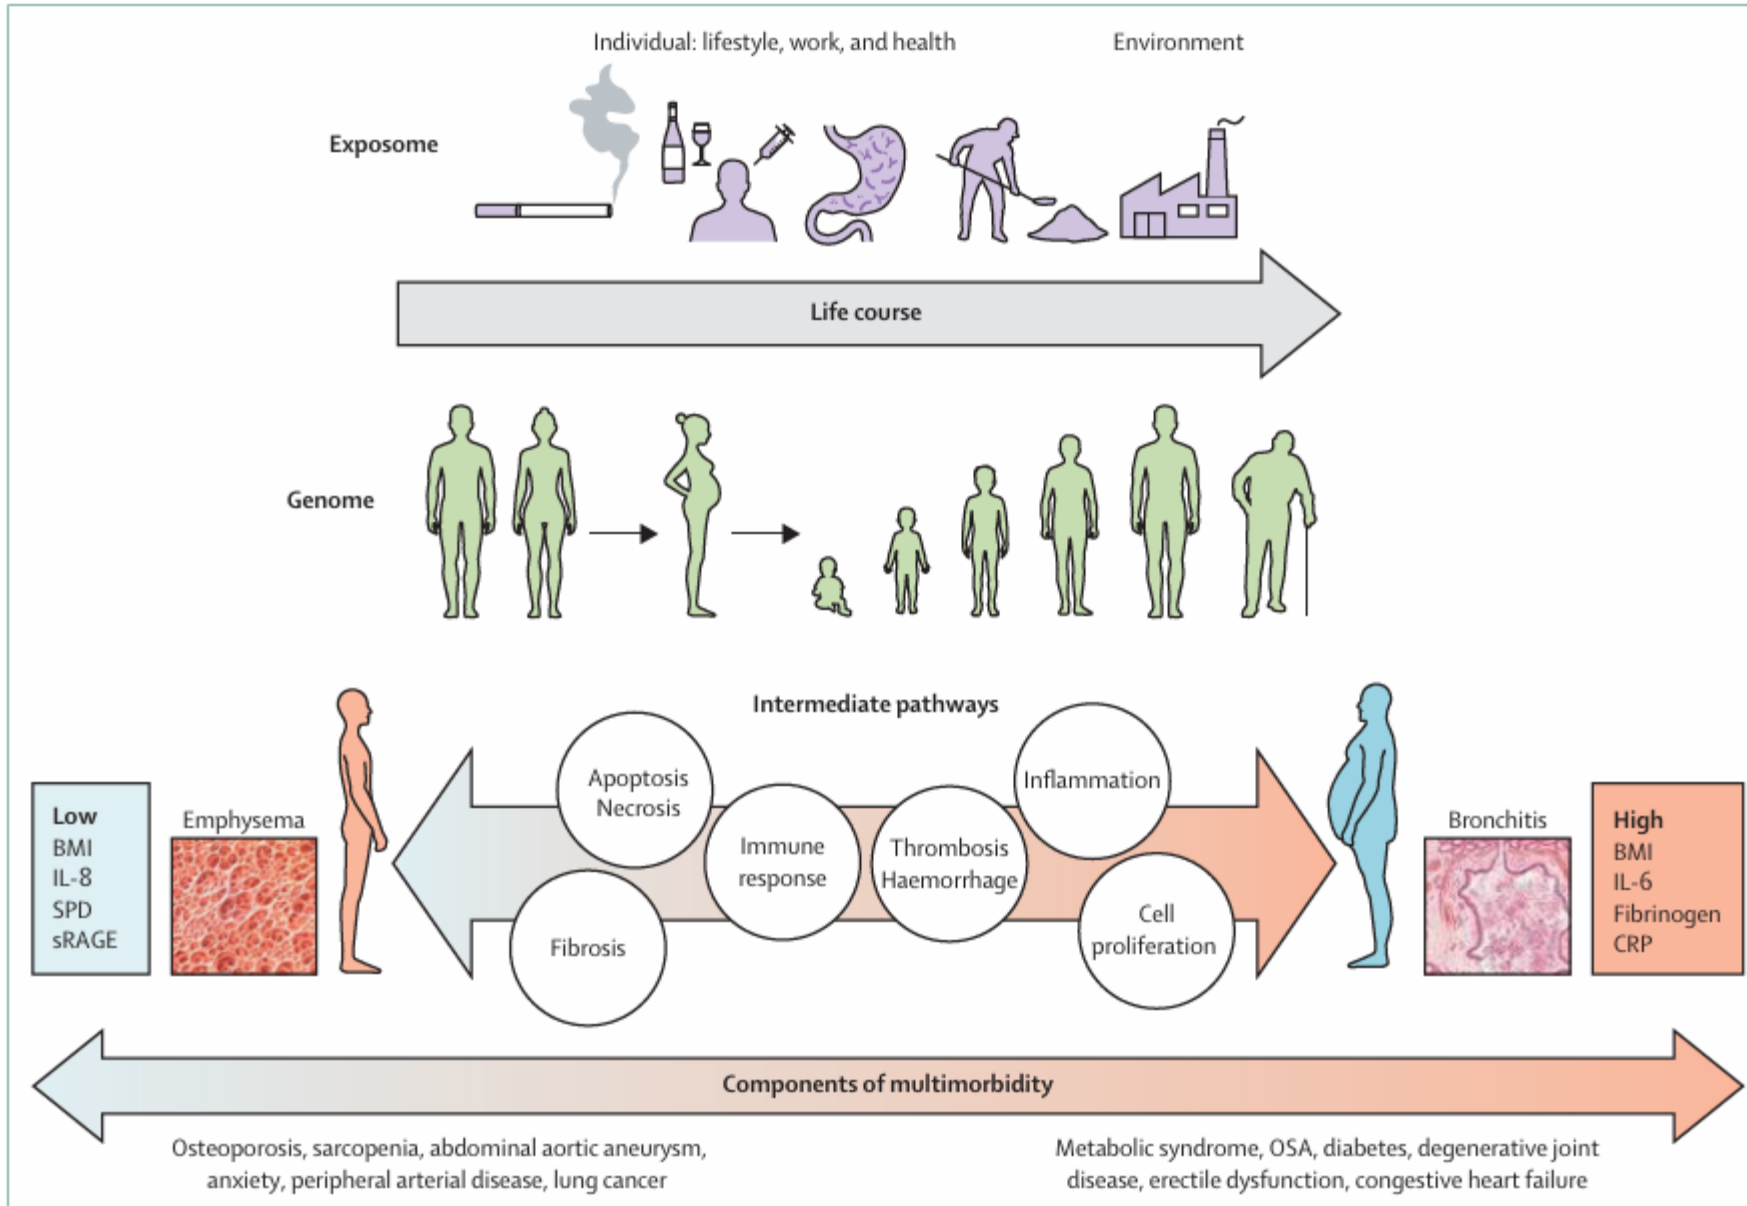 Individual: lifestyle, work, and health
Environment
Exposome
Life course
Genome
Intermediate pathways
Low
BMI
IL-8
SPD
sRAGE
Emphysema
Apoptosis
Necrosis
Fibrosis
Immune
response
Thrombosis
Haemorrhage
Inflammation
Cell
proliferation
Bronchitis
High
BMI
IL-6
Fibrinogen
CRP
Components of multimorbidity
Osteoporosis, sarcopenia, abdominal aortic aneurysm,
anxiety, peripheral arterial disease, lung cancer
Metabolic syndrome, OSA, diabetes, degenerative joint
disease, erectile dysfunction, congestive heart failure